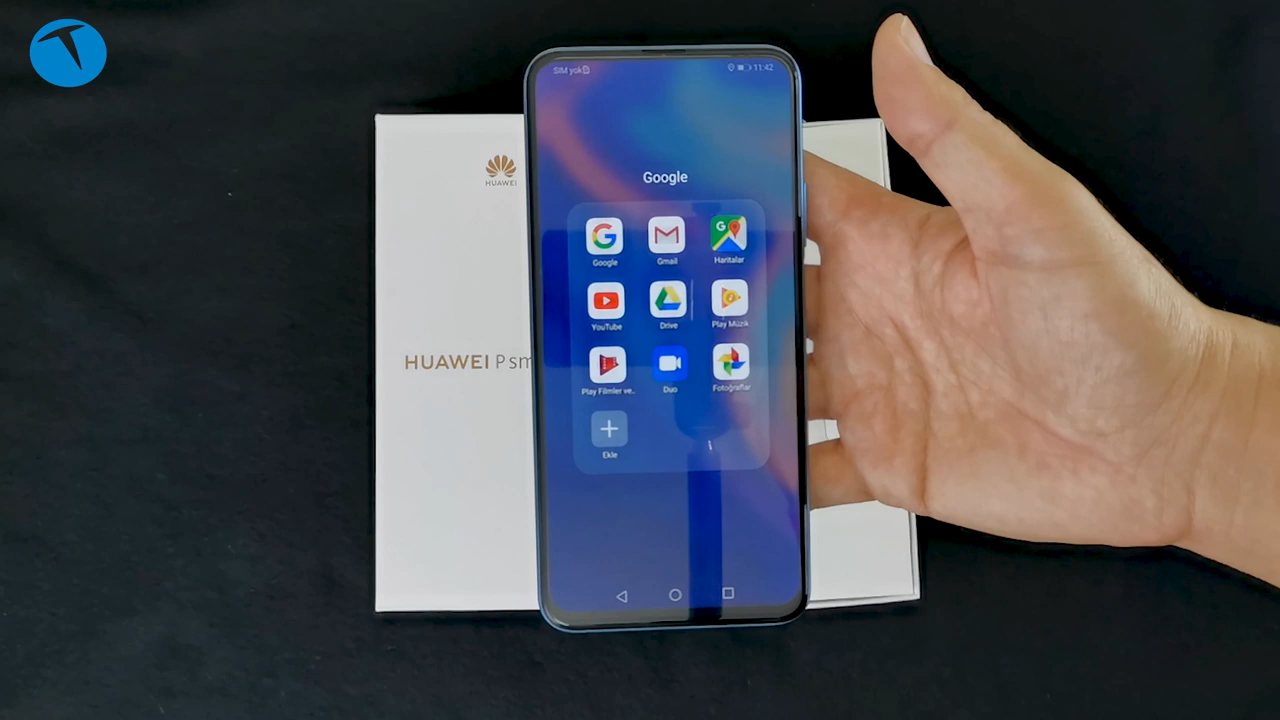 SIM yok
11:42
HUAWEI
Google
Google
Gmail
Haritalar
YouTube
Drive
Play Müzik
Play Filmler ve..
Duo
Fotoğraflar
Ekle
HUAWEI P sm